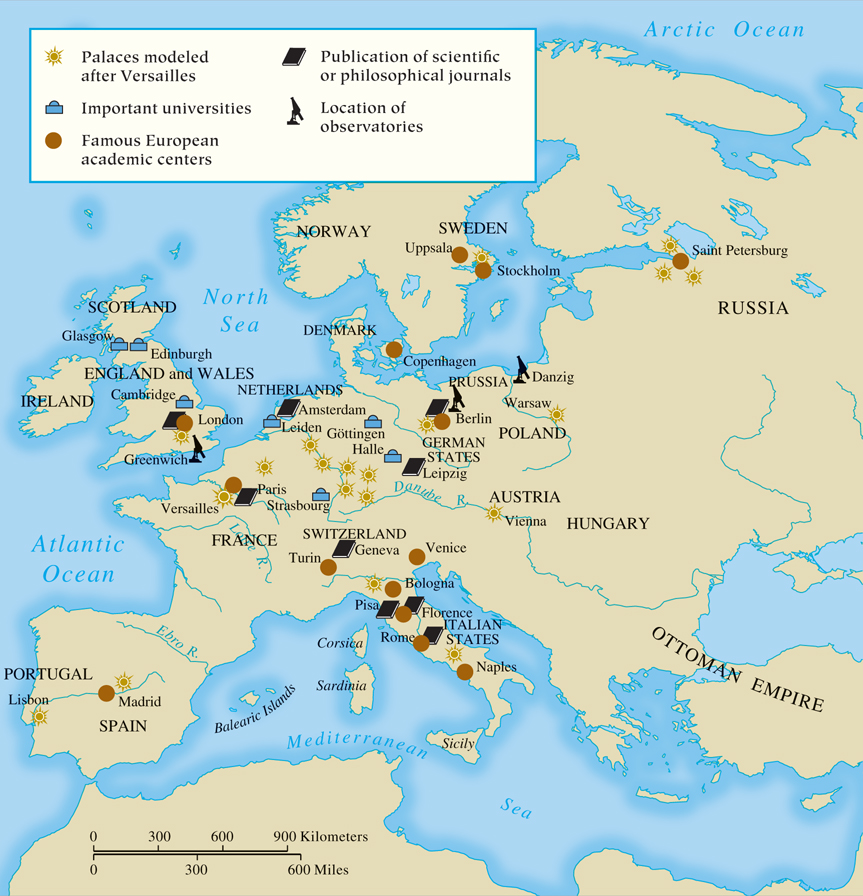 Arctic Ocean
Palaces modeled
after Versailles
Important universities
Famous European
academic centers
Publication of scientific
or philosophical journals
Location of
observatories
NORWAY
SWEDEN
Uppsala
Stockholm
Saint Petersburg
RUSSIA
North
Sea
SCOTLAND
Glasgow
Edinburgh
DENMARK
Copenhagen
ENGLAND and WALES
IRELAND
Cambridge
London
Greenwich
NETHERLANDS
Amsterdam
Leiden
PRUSSIA
Danzig
Warsaw
Berlin
POLAND
Göttingen
Halle
GERMAN
STATES
Leipzig
Paris
Versailles
Strasbourg
Danube R.
AUSTRIA
Vienna
HUNGARY
Atlantic
Ocean
FRANCE
Loire R.
SWITZERLAND
Geneva
Turin
Venice
Bologna
Pisa
Florence
ITALIAN
STATES
Rome
Naples
Corsica
Sardinia
Sicily
Ebro R.
PORTUGAL
Lisbon
Madrid
SPAIN
Balearic Islands
OTTOMAN EMPIRE
Mediterranean
Sea
0 300 600 900 Kilometers
0 300 600 Miles